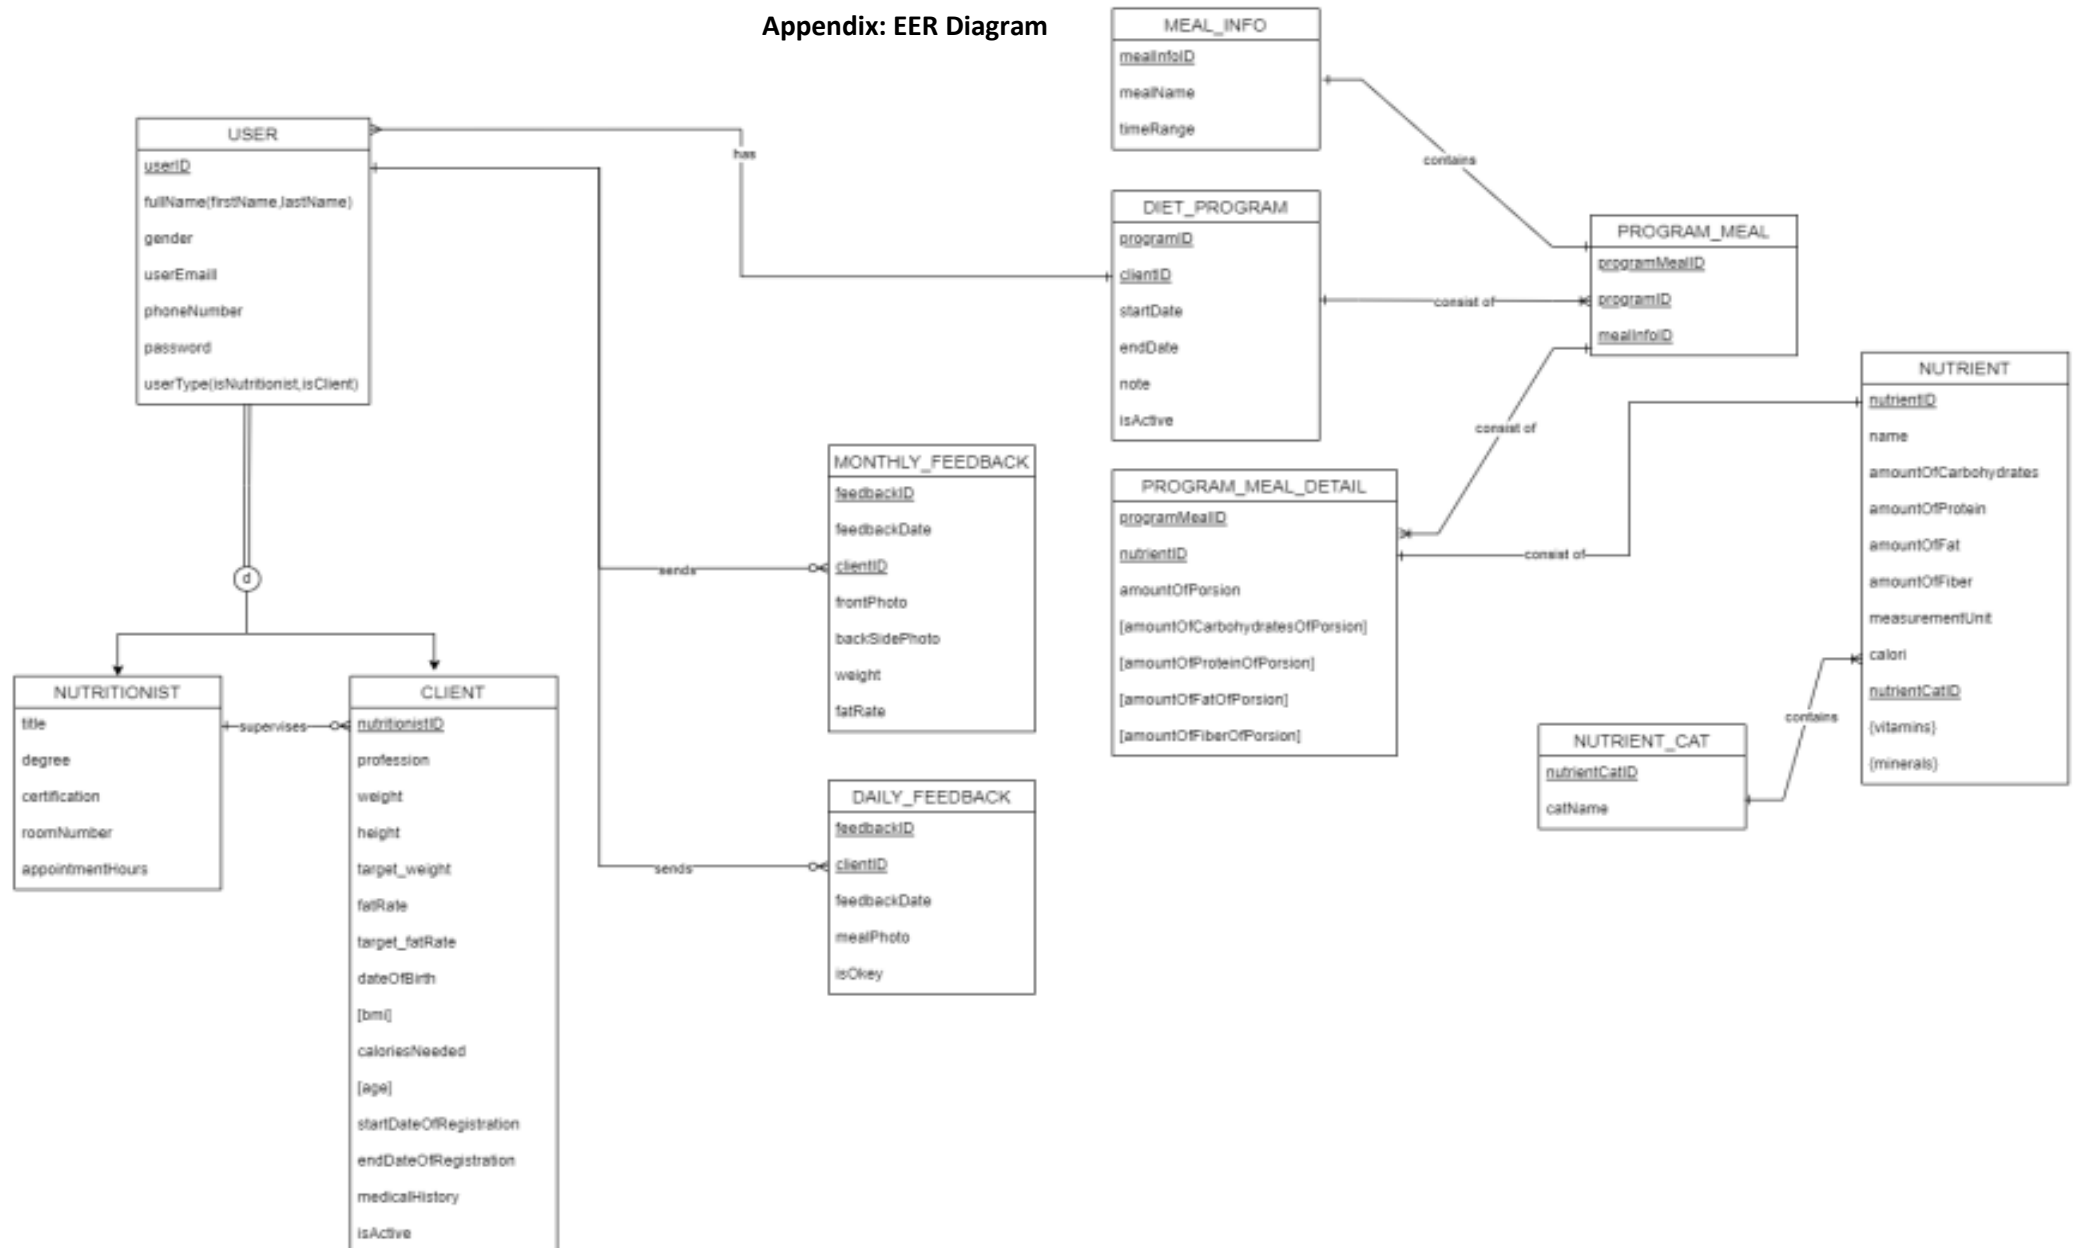 Appendix: EER Diagram
MEAL_INFO
mealInfoID
mealName
timeRange
USER
userID
fullName(firstName,lastName)
gender
userEmaill
phoneNumber
password
userType(isNutritionist,isClient)
has
contains
DIET_PROGRAM
programID
clientID
startDate
endDate
note
isActive
PROGRAM_MEAL
programMealID
programID
mealInfoID
consist of
consist of
consist of
NUTRIENT
nutrientID
name
amountOfCarbohydrates
amountOfProtein
amountOfFat
amountOfFiber
measurementUnit
calori
nutrientCatID
{vitamins}
{minerals}
MONTHLY_FEEDBACK
feedbackID
feedbackDate
clientID
frontPhoto
backSidePhoto
weight
fatRate
sends
PROGRAM_MEAL_DETAIL
programMealID
nutrientID
amountOfPorsion
[amountOfCarbohydratesOfPorsion]
[amountOfProteinOfPorsion]
[amountOfFatOfPorsion]
[amountOfFiberOfPorsion]
d
NUTRITIONIST
title
degree
certification
roomNumber
appointmentHours
supervises
CLIENT
nutritionistID
profession
weight
height
target_weight
fatRate
target_fatRate
dateOfBirth
[bmi]
caloriesNeeded
[age]
startDateOfRegistration
endDateOfRegistration
medicalHistory
isActive
DAILY_FEEDBACK
feedbackID
clientID
feedbackDate
mealPhoto
isOkey
sends
NUTRIENT_CAT
nutrientCatID
catName
contains